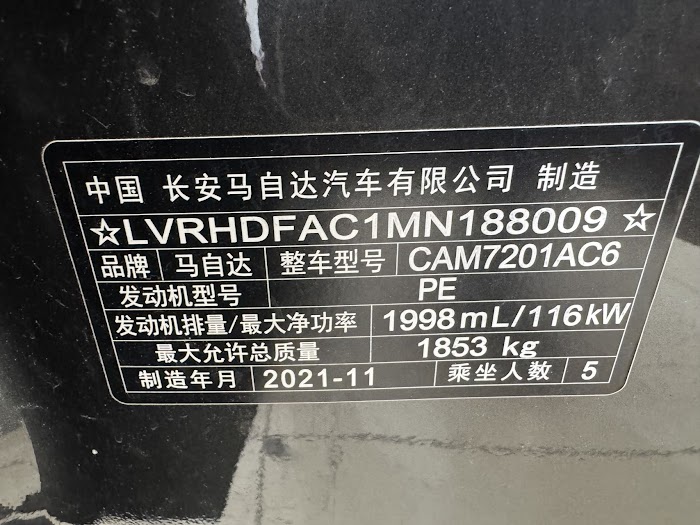 中国 长安马自达汽车有限公司 制造
☆LVRHDFAC1MN188009☆
品牌 马自达 整车型号 CAM7201AC6
发动机型号 PE
发动机排量/最大净功率 1998mL/116kW
最大允许总质量 1853 kg
制造年月 2021-11 乘坐人数 5